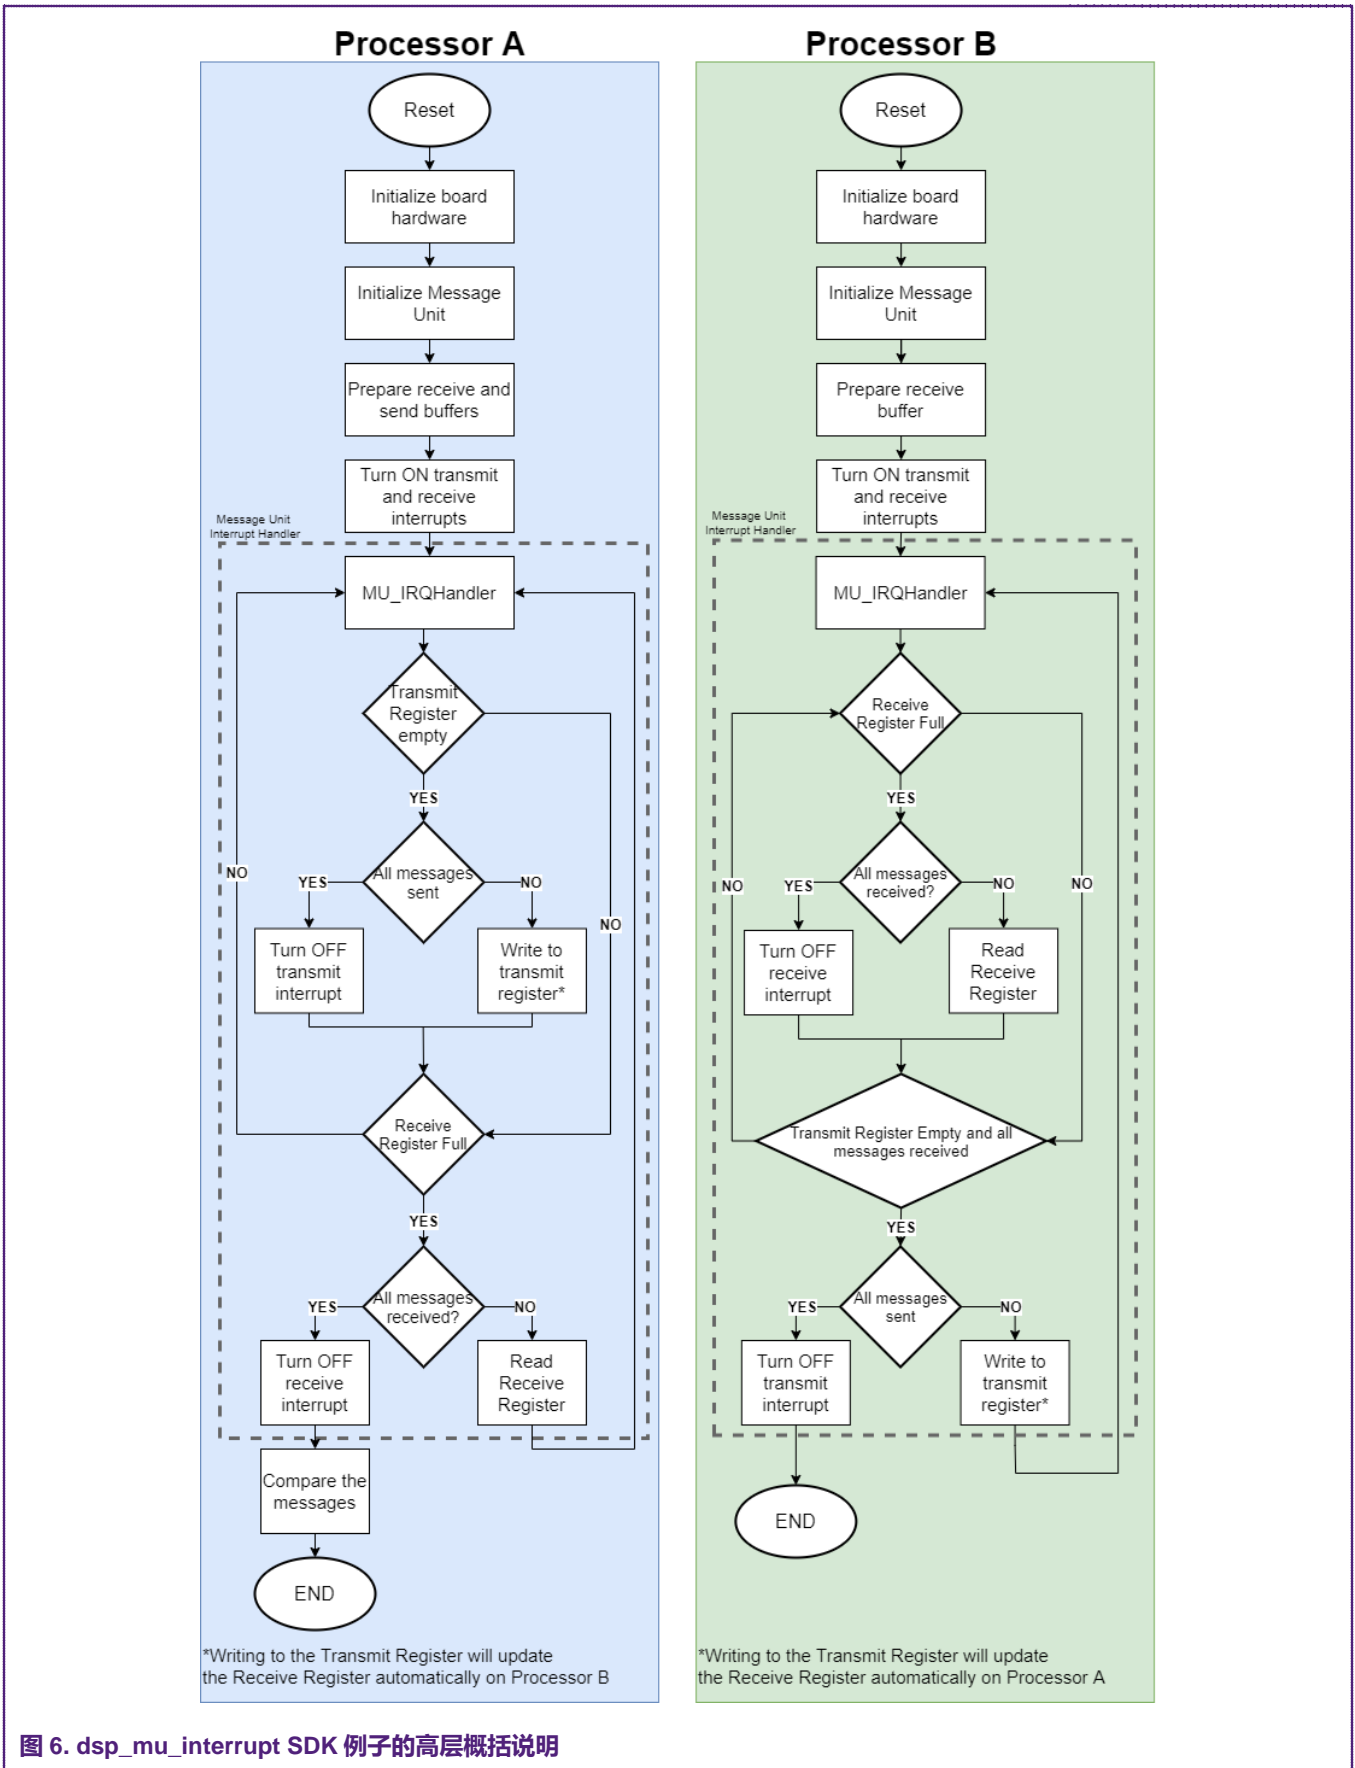 Processor A
Reset
Initialize board
hardware
Initialize Message
Unit
Prepare receive and
send buffers
Turn ON transmit
and receive
interrupts
Message Unit
Interrupt Handler
MU_IRQHandler
Transmit
Register
empty
YES
All messages
sent
YES
NO
NO
NO
Turn OFF
transmit
interrupt
Write to
transmit
register*
Receive
Register Full
YES
All messages
received?
YES
NO
Turn OFF
receive
interrupt
Read
Receive
Register
Compare the
messages
END
*Writing to the Transmit Register will update
the Receive Register automatically on Processor B
Processor B
Reset
Initialize board
hardware
Initialize Message
Unit
Prepare receive
buffer
Turn ON transmit
and receive
interrupts
Message Unit
Interrupt Handler
MU_IRQHandler
Receive
Register Full
YES
All messages
received?
NO
YES
NO
NO
Turn OFF
receive
interrupt
Read
Receive
Register
Transmit Register Empty and all
messages received
YES
All messages
sent
YES
NO
Turn OFF
transmit
interrupt
Write to
transmit
register*
END
*Writing to the Transmit Register will update
the Receive Register automatically on Processor A
图 6. dsp_mu_interrupt SDK 例子的高层概括说明